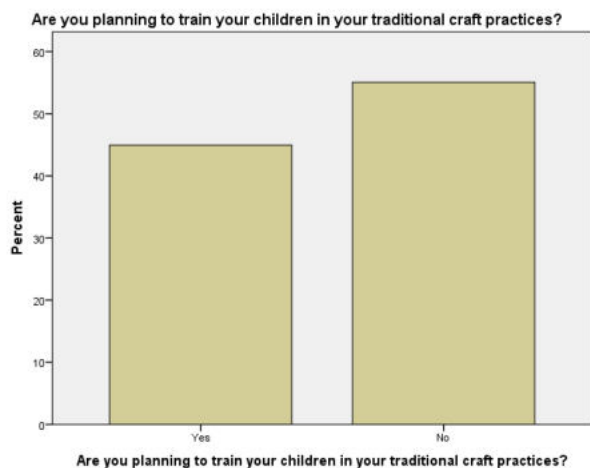 Are you planning to train your children in your traditional craft practices?
60
50
40
30
20
10
0
Percent
Yes
No
Are you planning to train your children in your traditional craft practices?